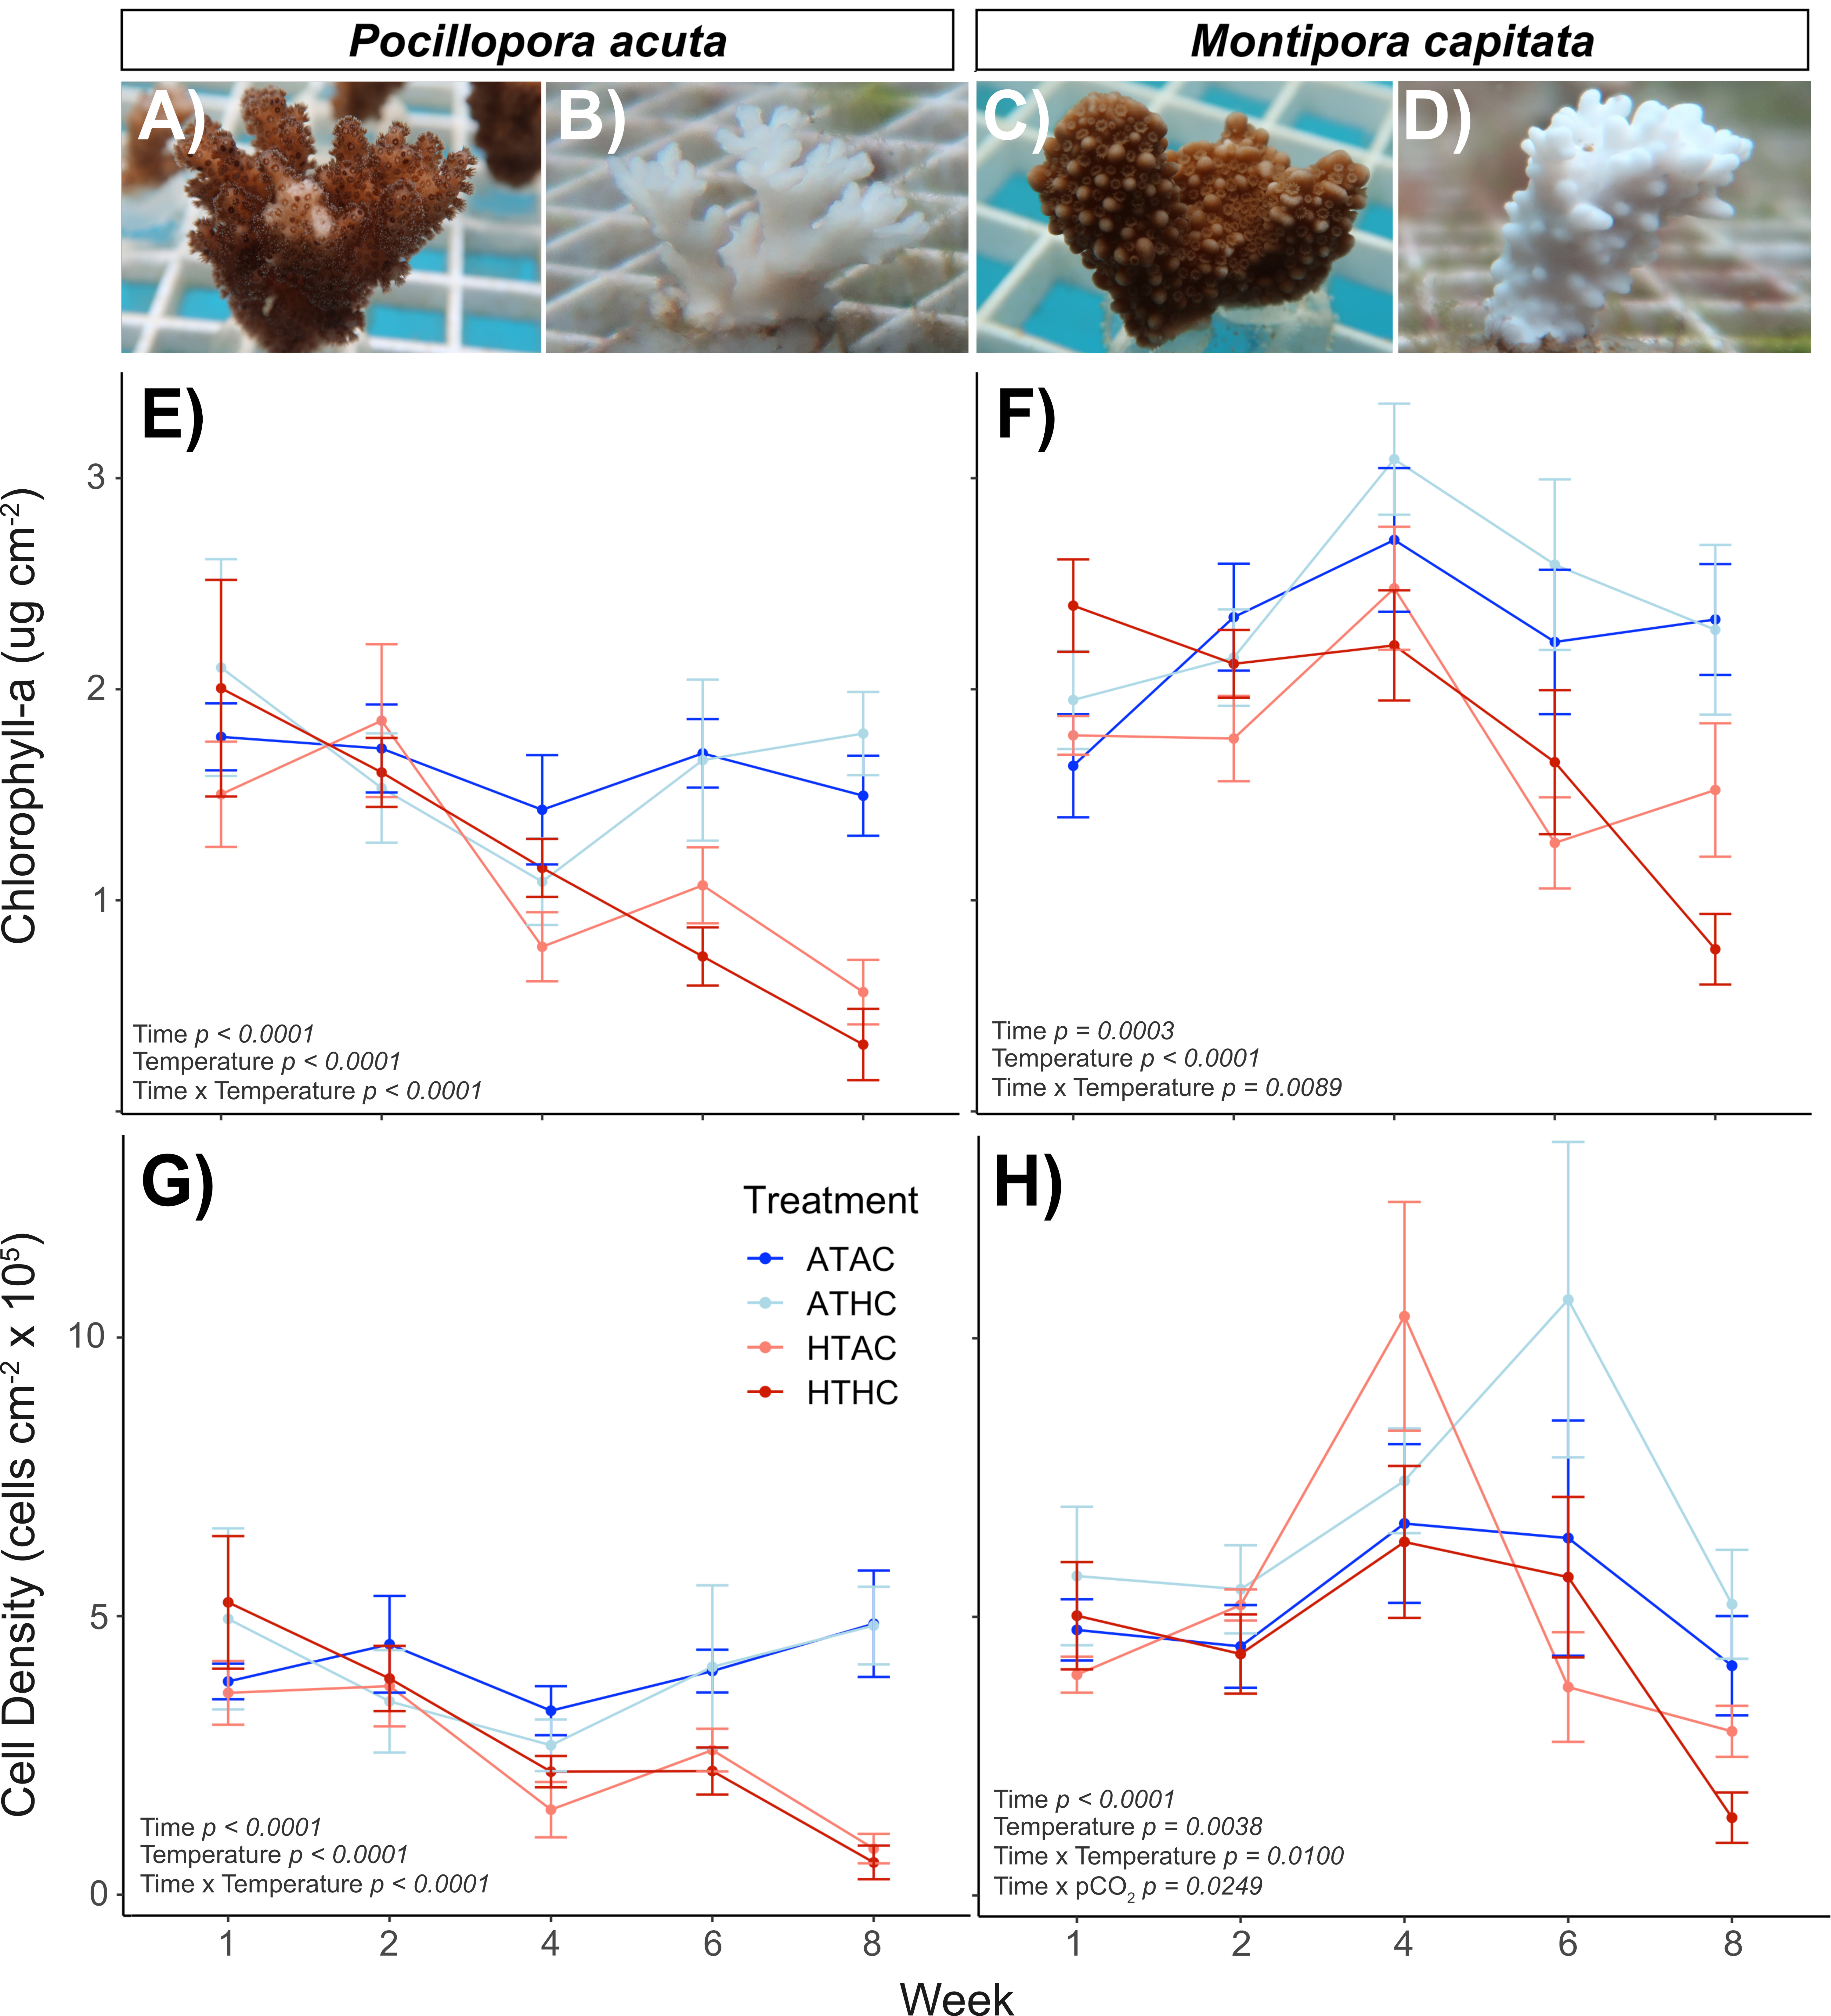 Pocillopora acuta
Montipora capitata
A)
B)
C)
D)
E)
F)
Chlorophyll-a (ug cm-2)
3
2
1
Time p < 0.0001
Temperature p < 0.0001
Time x Temperature p < 0.0001
Time p = 0.0003
Temperature p < 0.0001
Time x Temperature p = 0.0089
G)
H)
Treatment
ATAC
ATHC
HTAC
HTHC
Cell Density (cells cm-2 x 105)
10
5
0
Time p < 0.0001
Temperature p < 0.0001
Time x Temperature p < 0.0001
Time p < 0.0001
Temperature p = 0.0038
Time x Temperature p = 0.0100
Time x pCO2 p = 0.0249
1 2 4 6 8
1 2 4 6 8
Week